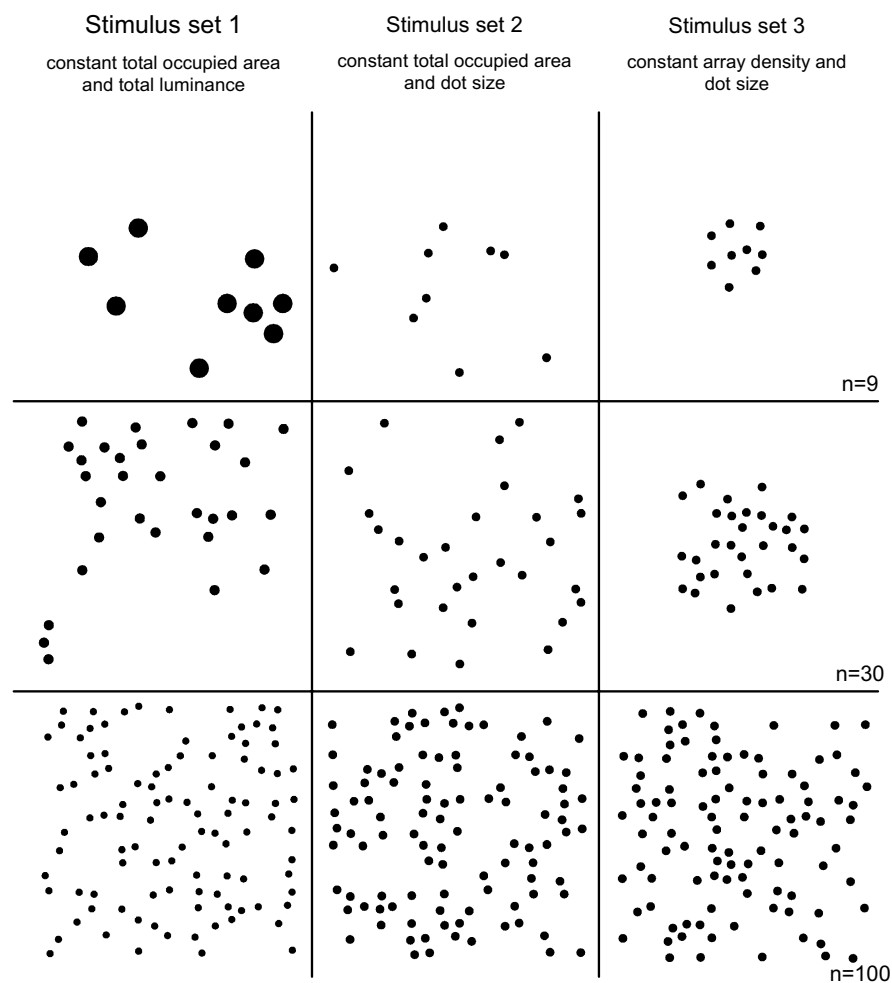 Stimulus set 1
constant total occupied area
and total luminance
Stimulus set 2
constant total occupied area
and dot size
Stimulus set 3
constant array density and
dot size
n=9
n=30
n=100